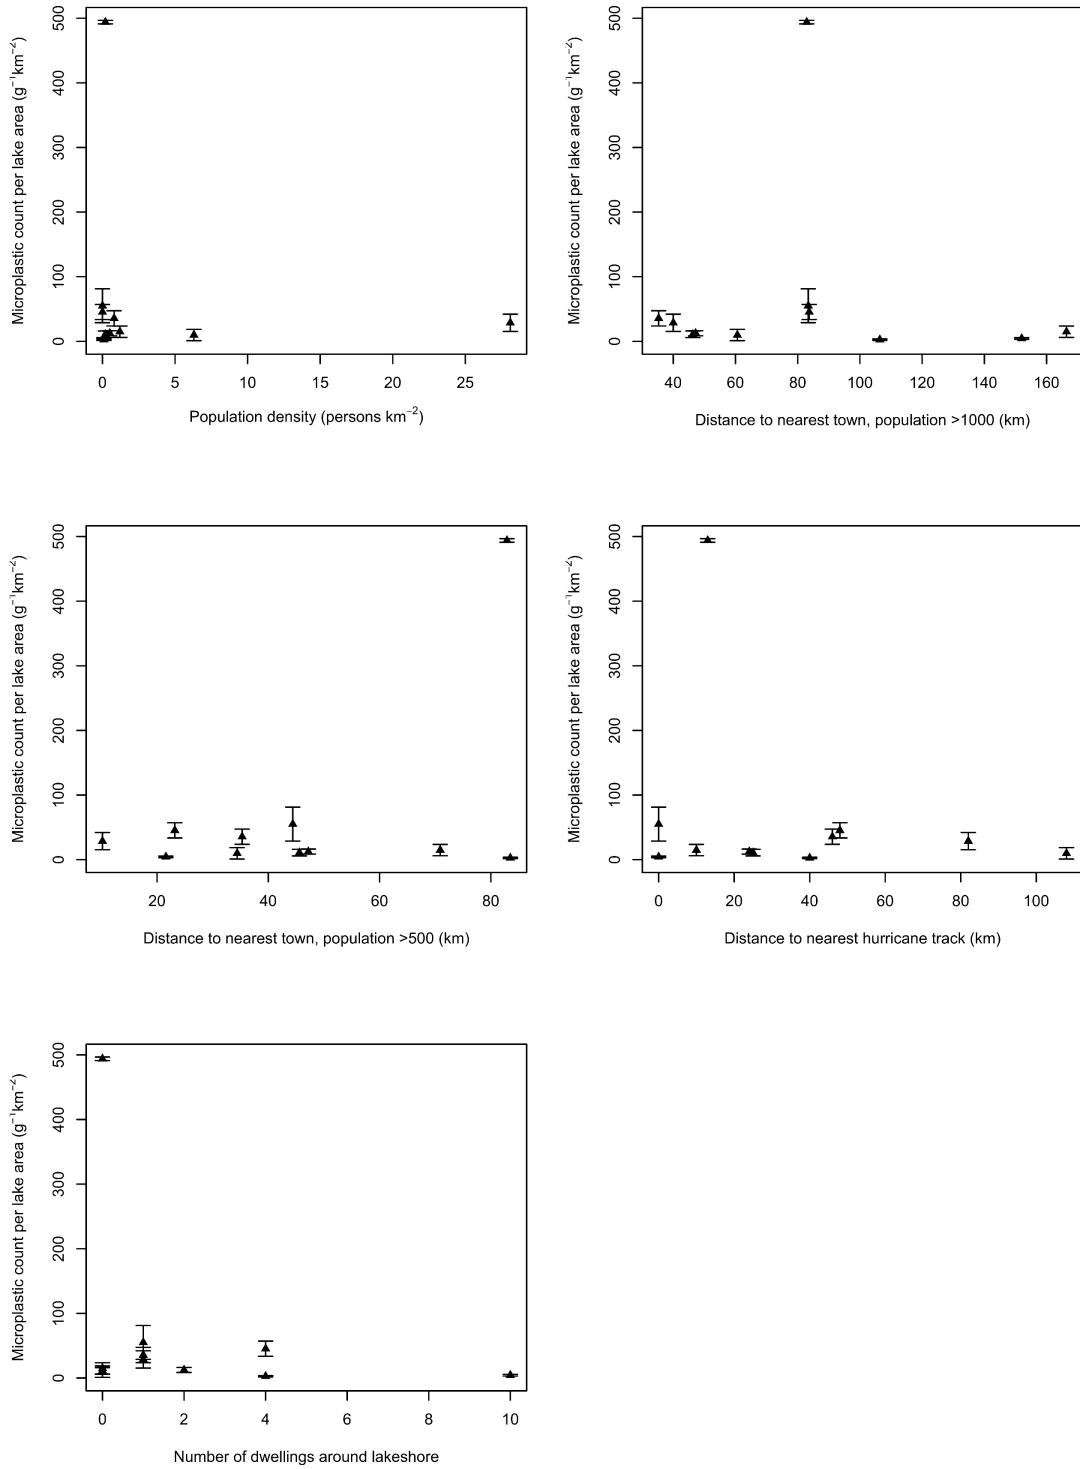 Microplastic count per lake area (g⁻¹km⁻²)
500
400
300
200
100
0
0 5 10 15 20 25
Population density (persons km⁻²)
Microplastic count per lake area (g⁻¹km⁻²)
500
400
300
200
100
0
40 60 80 100 120 140 160
Distance to nearest town, population >1000 (km)
Microplastic count per lake area (g⁻¹km⁻²)
500
400
300
200
100
0
20 40 60 80
Distance to nearest town, population >500 (km)
Microplastic count per lake area (g⁻¹km⁻²)
500
400
300
200
100
0
0 20 40 60 80 100
Distance to nearest hurricane track (km)
Microplastic count per lake area (g⁻¹km⁻²)
500
400
300
200
100
0
0 2 4 6 8 10
Number of dwellings around lakeshore